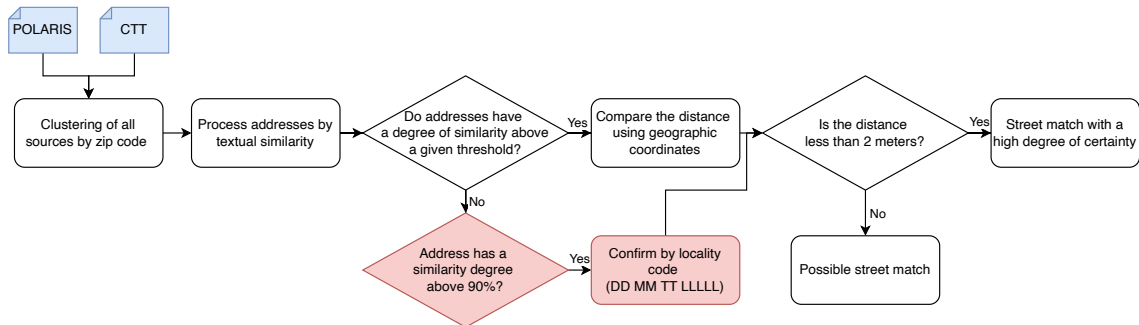 POLARIS
CTT
Clustering of all
sources by zip code
Process addresses by
textual similarity
Do addresses have
a degree of similarity above
a given threshold?
Yes
Compare the distance
using geographic
coordinates
Is the distance
less than 2 meters?
Yes
Street match with a
high degree of certainty
No
Address has a
similarity degree
above 90%?
Yes
Confirm by locality
code
(DD MM TT LLLLL)
No
Possible street match